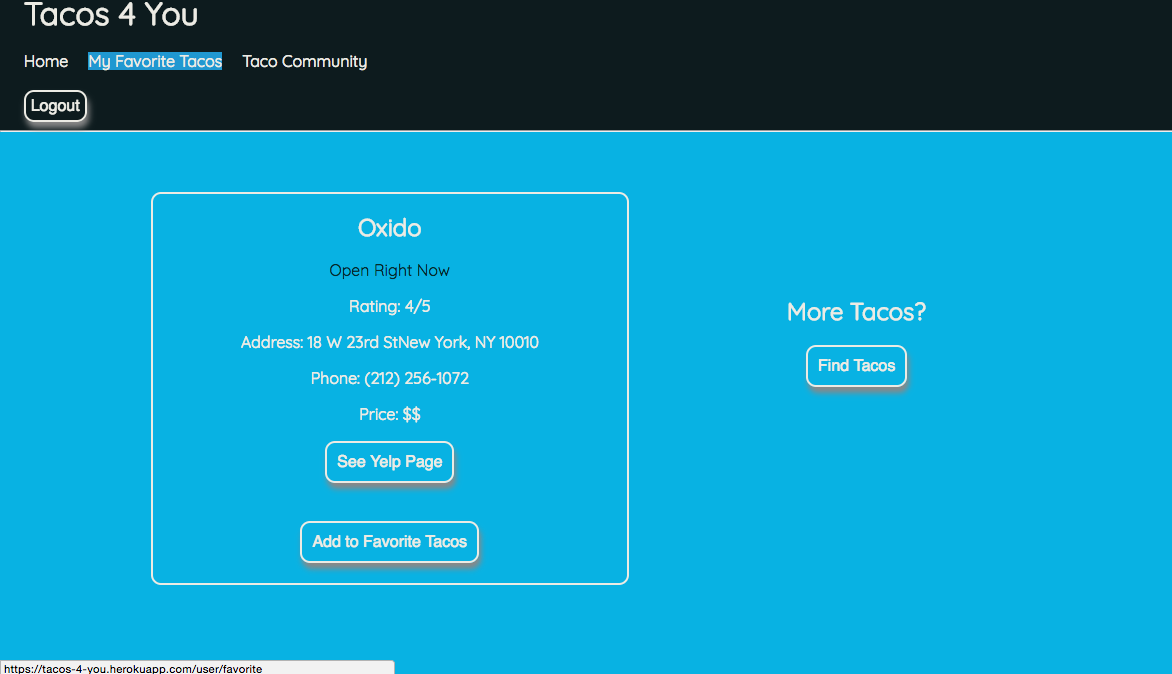 Tacos 4 You
Home My Favorite Tacos Taco Community
Logout
Oxido
Open Right Now
Rating: 4/5
Address: 18 W 23rd StNew York, NY 10010
Phone: (212) 256-1072
Price: $$
See Yelp Page
Add to Favorite Tacos
More Tacos?
Find Tacos
https://tacos-4-you.herokuapp.com/user/favorite